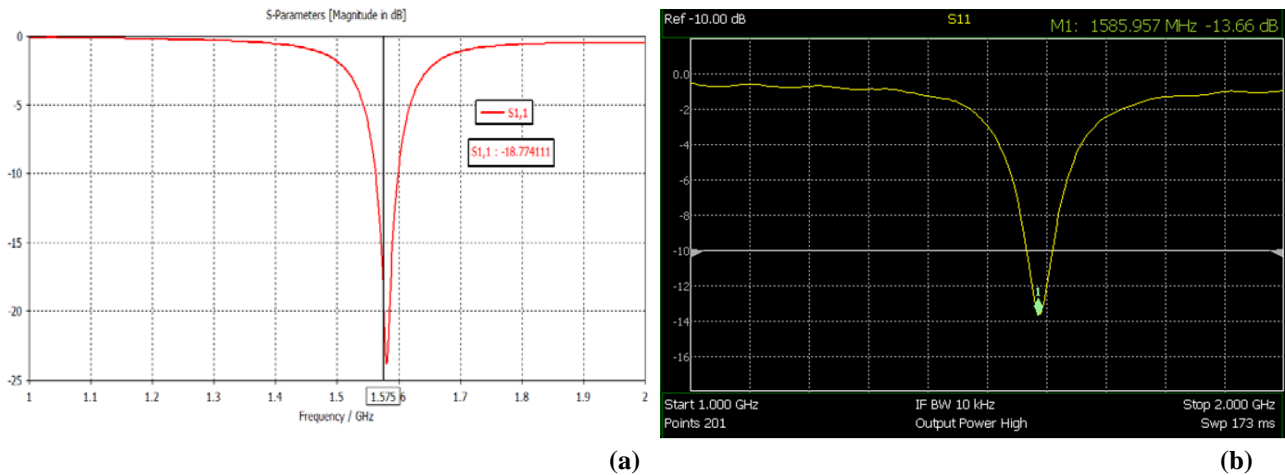 S-Parameters [Magnitude in dB]
0
-5
-10
-15
-20
-25
S1,1
S1,1 : -18.774111
1 1.1 1.2 1.3 1.4 1.5 1.575 6 1.7 1.8 1.9 2
Frequency / GHz
(a)
Ref -10.00 dB S11 M1: 1585.957 MHz -13.66 dB
0.0
-2
-4
-6
-8
-10
-12
-14
-16
1
Start 1.000 GHz IF BW 10 kHz Stop 2.000 GHz
Points 201 Output Power High Swp 173 ms
(b)